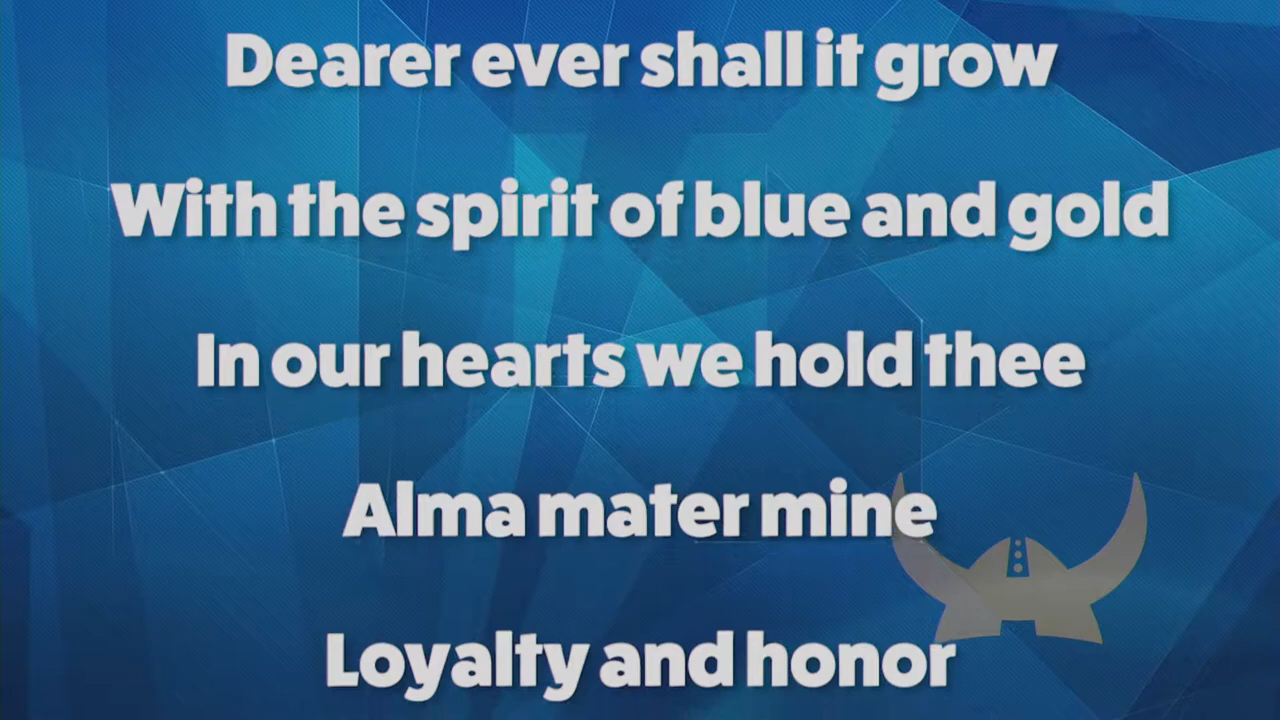 Dearer ever shall it grow
With the spirit of blue and gold
In our hearts we hold thee
Alma mater mine
Loyalty and honor